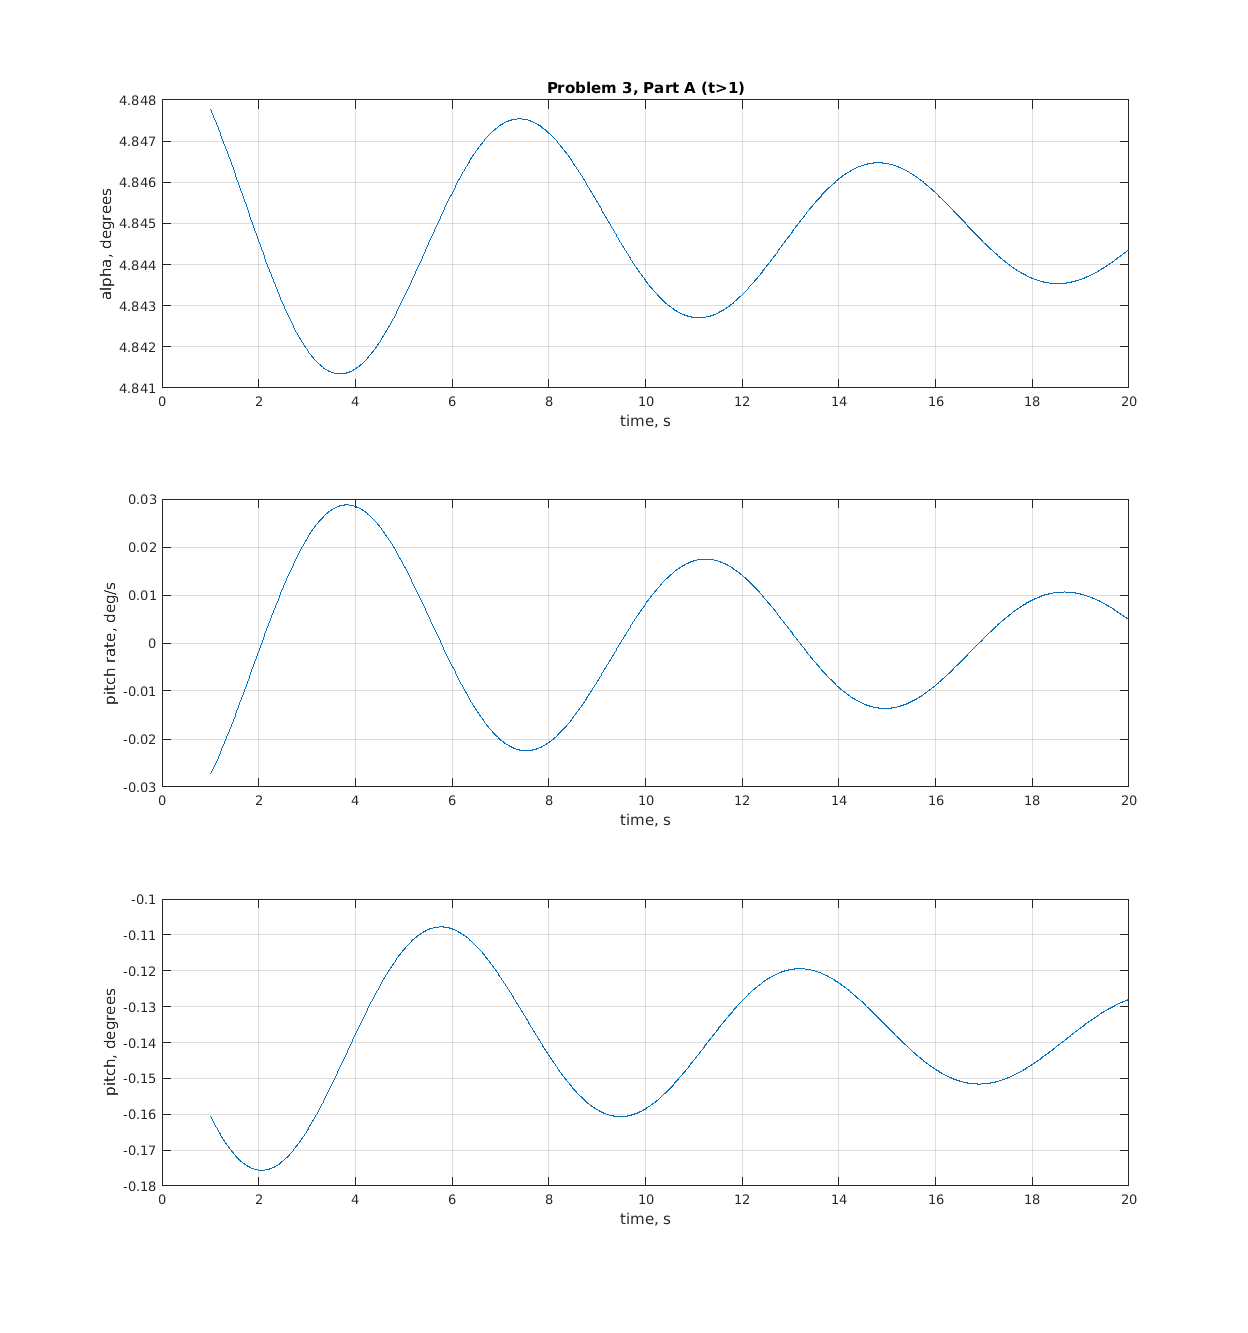 Problem 3, Part A (t>1)
4.848
4.847
4.846
4.845
4.844
4.843
4.842
4.841
alpha, degrees
0 2 4 6 8 10 12 14 16 18 20
time, s
0.03
0.02
0.01
0
-0.01
-0.02
-0.03
pitch rate, deg/s
0 2 4 6 8 10 12 14 16 18 20
time, s
-0.1
-0.11
-0.12
-0.13
-0.14
-0.15
-0.16
-0.17
-0.18
pitch, degrees
0 2 4 6 8 10 12 14 16 18 20
time, s